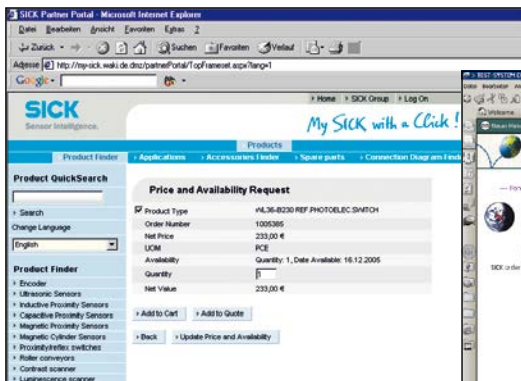 SICK Partner Portal - Microsoft Internet Explorer
Datei Bearbeiten Ansicht Favoriten Extras ?
Zurück Suchen Favoriten Verlauf
Adresse http://my-sick.waki.de.dmz/partnerPortal/TopFrameset.aspx?lang=1
Google
Home SICK Group Log On
SICK
Sensor Intelligence.
My SICK with a Click!
Products
Product Finder Applications Accessories Finder Spare parts Connection Diagram Finder
Product QuickSearch
Search
Change Language
English
Product Finder
Encoder
Ultrasonic Sensors
Inductive Proximity Sensors
Capacitive Proximity Sensors
Magnetic Proximity Sensors
Magnetic Cylinder Sensors
Proximity/reflex switches
Roller conveyors
Contrast scanner
Luminescence scanner
Price and Availability Request
Product Type WL36-B230 REF.PHOTOELEC.SWITCH
Order Number 1005385
Net Price 233,00 €
UOM PCE
Availability Quantity: 1, Date Available: 16.12.2005
Quantity 1
Net Value 233,00 €
Add to Cart Add to Quote
Back Update Price and Availability
Welcome
SICK order